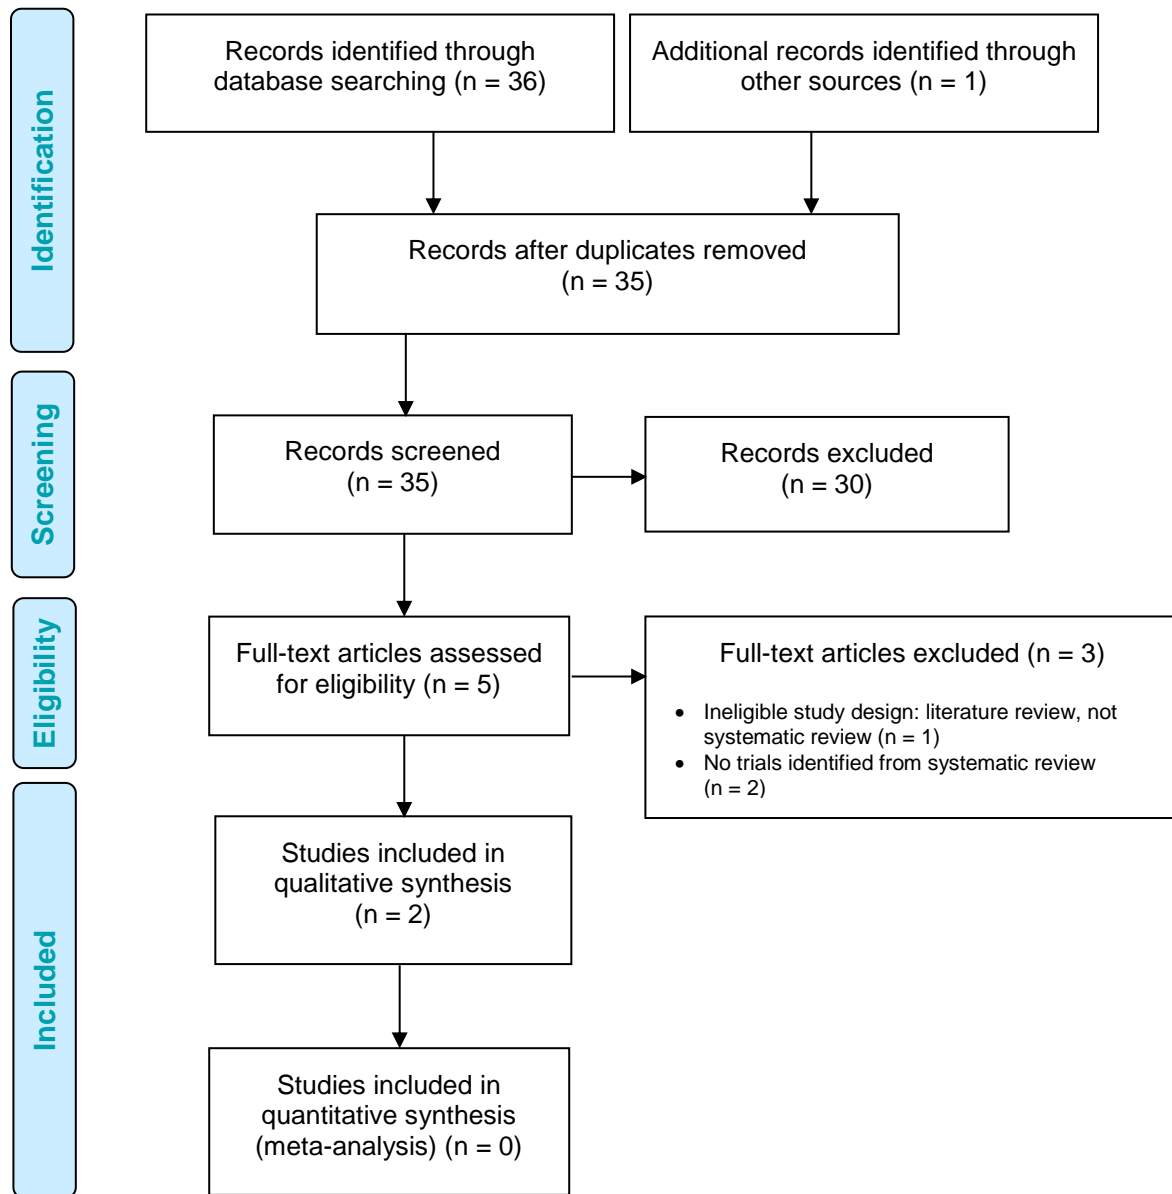 Identification
Records identified through
database searching (n = 36)
Additional records identified through
other sources (n = 1)
Records after duplicates removed
(n = 35)
Screening
Records screened
(n = 35)
Records excluded
(n = 30)
Eligibility
Full-text articles assessed
for eligibility (n = 5)
Full-text articles excluded (n = 3)
• Ineligible study design: literature review, not
systematic review (n = 1)
• No trials identified from systematic review
(n = 2)
Included
Studies included in
qualitative synthesis
(n = 2)
Studies included in
quantitative synthesis
(meta-analysis) (n = 0)